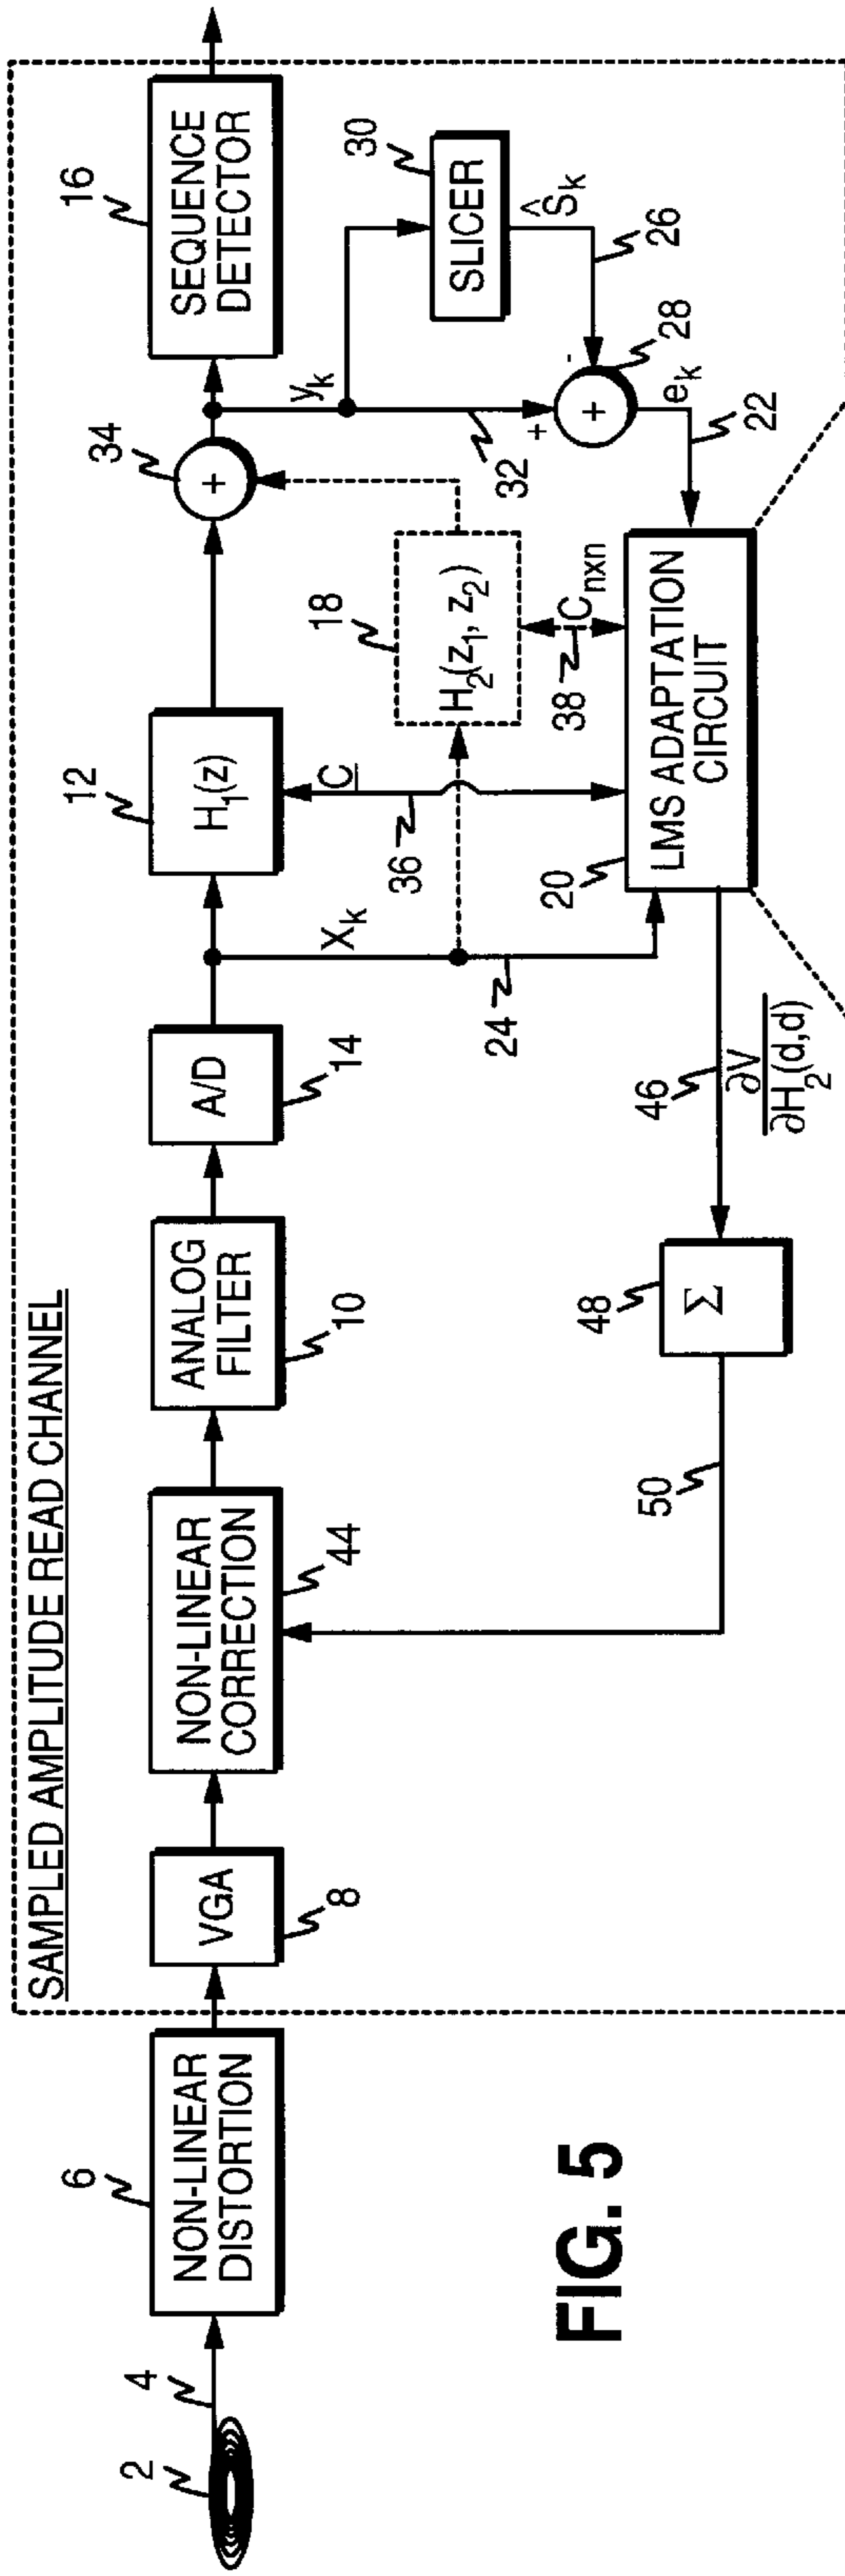 SAMPLED AMPLITUDE READ CHANNEL
2
4
6
NON-LINEAR
DISTORTION
VGA
8
NON-LINEAR
CORRECTION
44
ANALOG
FILTER
10
A/D
14
X_k
24
12
H_1(z)
C
36
18
H_2(z_1, z_2)
38
C_nxn
34
+
16
SEQUENCE
DETECTOR
y_k
32
30
SLICER
Ŝ_k
26
+
-
+
28
e_k
22
20
LMS ADAPTATION
CIRCUIT
46
∂V
∂H_2(d,d)
48
Σ
50
FIG. 5